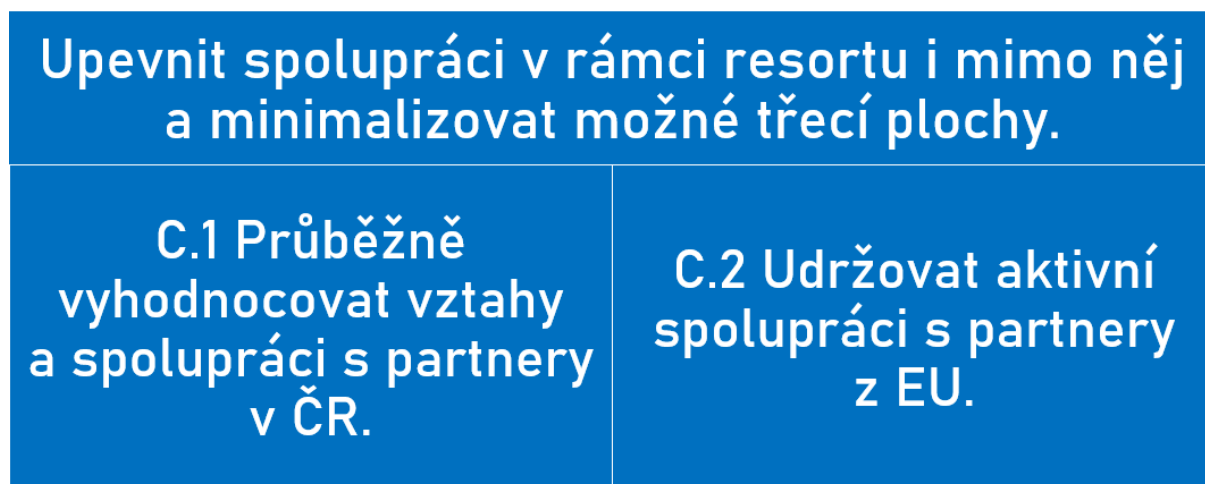 Upevnit spolupráci v rámci resortu i mimo něj
a minimalizovat možné třecí plochy.
C.1 Průběžně
vyhodnocovat vztahy
a spolupráci s partnery
v ČR.
C.2 Udržovat aktivní
spolupráci s partnery
z EU.